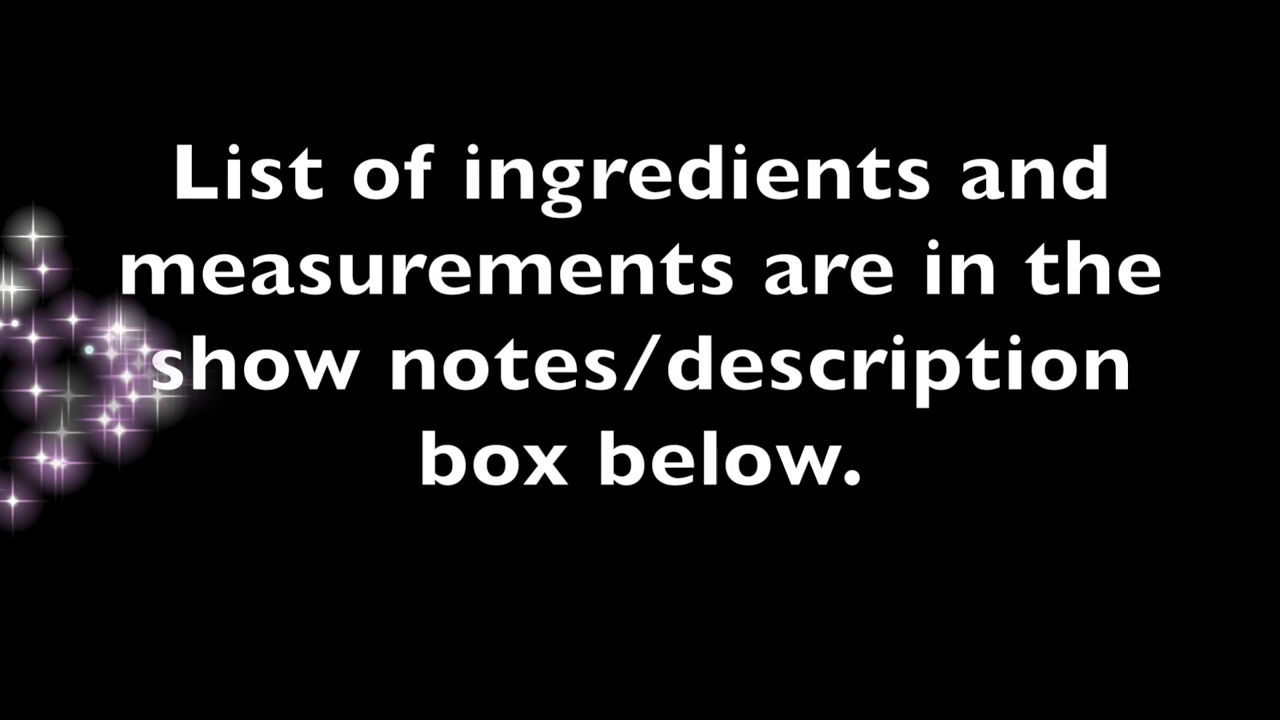 List of ingredients and
measurements are in the
show notes/description
box below.